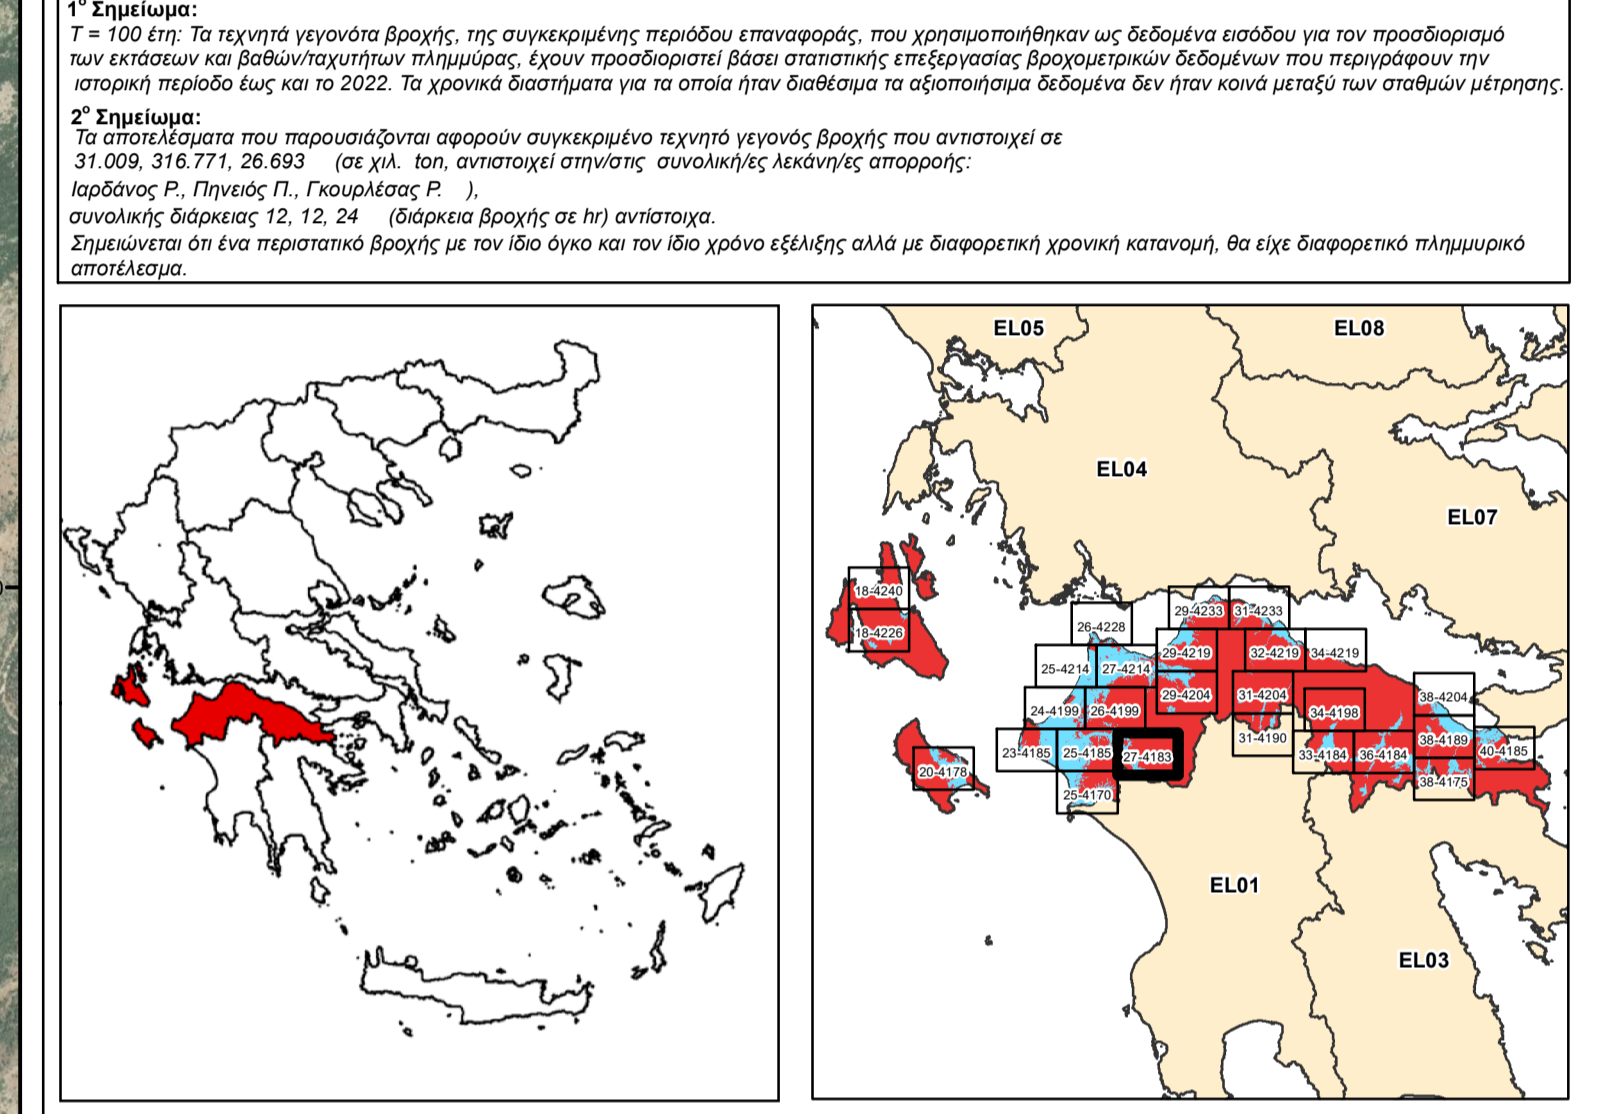 1ο Σημείωμα:
T = 100 έτη: Τα τεχνητά γεγονότα βροχής, της συγκεκριμένης περιόδου επαναφοράς, που χρησιμοποιήθηκαν ως δεδομένα εισόδου για τον προσδιορισμό
των εκτάσεων και βαθών/ταχυτήτων πλημμύρας, έχουν προσδιοριστεί βάσει στατιστικής επεξεργασίας βροχομετρικών δεδομένων που περιγράφουν την
ιστορική περίοδο έως και το 2022. Τα χρονικά διαστήματα για τα οποία ήταν διαθέσιμα τα αξιοποιήσιμα δεδομένα δεν ήταν κοινά μεταξύ των σταθμών μέτρησης.
2ο Σημείωμα:
Τα αποτελέσματα που παρουσιάζονται αφορούν συγκεκριμένο τεχνητό γεγονός βροχής που αντιστοιχεί σε
31.009, 316.771, 26.693 (σε χιλ. ton, αντιστοιχεί στην/στις συνολική/ες λεκάνη/ες απορροής:
Ιαρδάνος Ρ., Πηνειός Π., Γκουρλέσας Ρ. ),
συνολικής διάρκειας 12, 12, 24 (διάρκεια βροχής σε hr) αντίστοιχα.
Σημειώνεται ότι ένα περιστατικό βροχής με τον ίδιο όγκο και τον ίδιο χρόνο εξέλιξης αλλά με διαφορετική χρονική κατανομή, θα είχε διαφορετικό πλημμυρικό
αποτέλεσμα.
EL05
EL08
EL04
EL07
18-4240
18-4226
29-4233
31-4233
26-4228
29-4219
32-4219
34-4219
25-4214
27-4214
29-4204
31-4204
38-4204
24-4199
26-4199
34-4198
31-4190
38-4189
23-4185
25-4185
27-4183
33-4184
36-4184
40-4185
20-4178
38-4175
25-4170
EL01
EL03